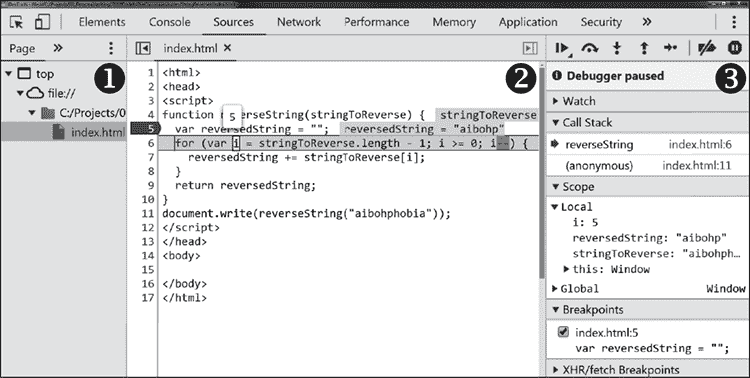 Elements Console Sources Network Performance Memory Application Security »
Page »
index.html ×
1
2
3
top
file://
C:/Projects/0
index.html
1 <html>
2 <head>
3 <script>
4 function reverseString(stringToReverse) { stringToReverse
5
5 var reversedString = ""; reversedString = "aibohp"
6 for (var i = stringToReverse.length - 1; i >= 0; i--) {
7 reversedString += stringToReverse[i];
8 }
9 return reversedString;
10 }
11 document.write(reverseString("aibohphobia"));
12 </script>
13 </head>
14 <body>
15
16 </body>
17 </html>
Debugger paused
Watch
Call Stack
reverseString index.html:6
(anonymous) index.html:11
Scope
Local
i: 5
reversedString: "aibohp"
stringToReverse: "aibohph…
this: Window
Global Window
Breakpoints
index.html:5
var reversedString = "";
XHR/fetch Breakpoints